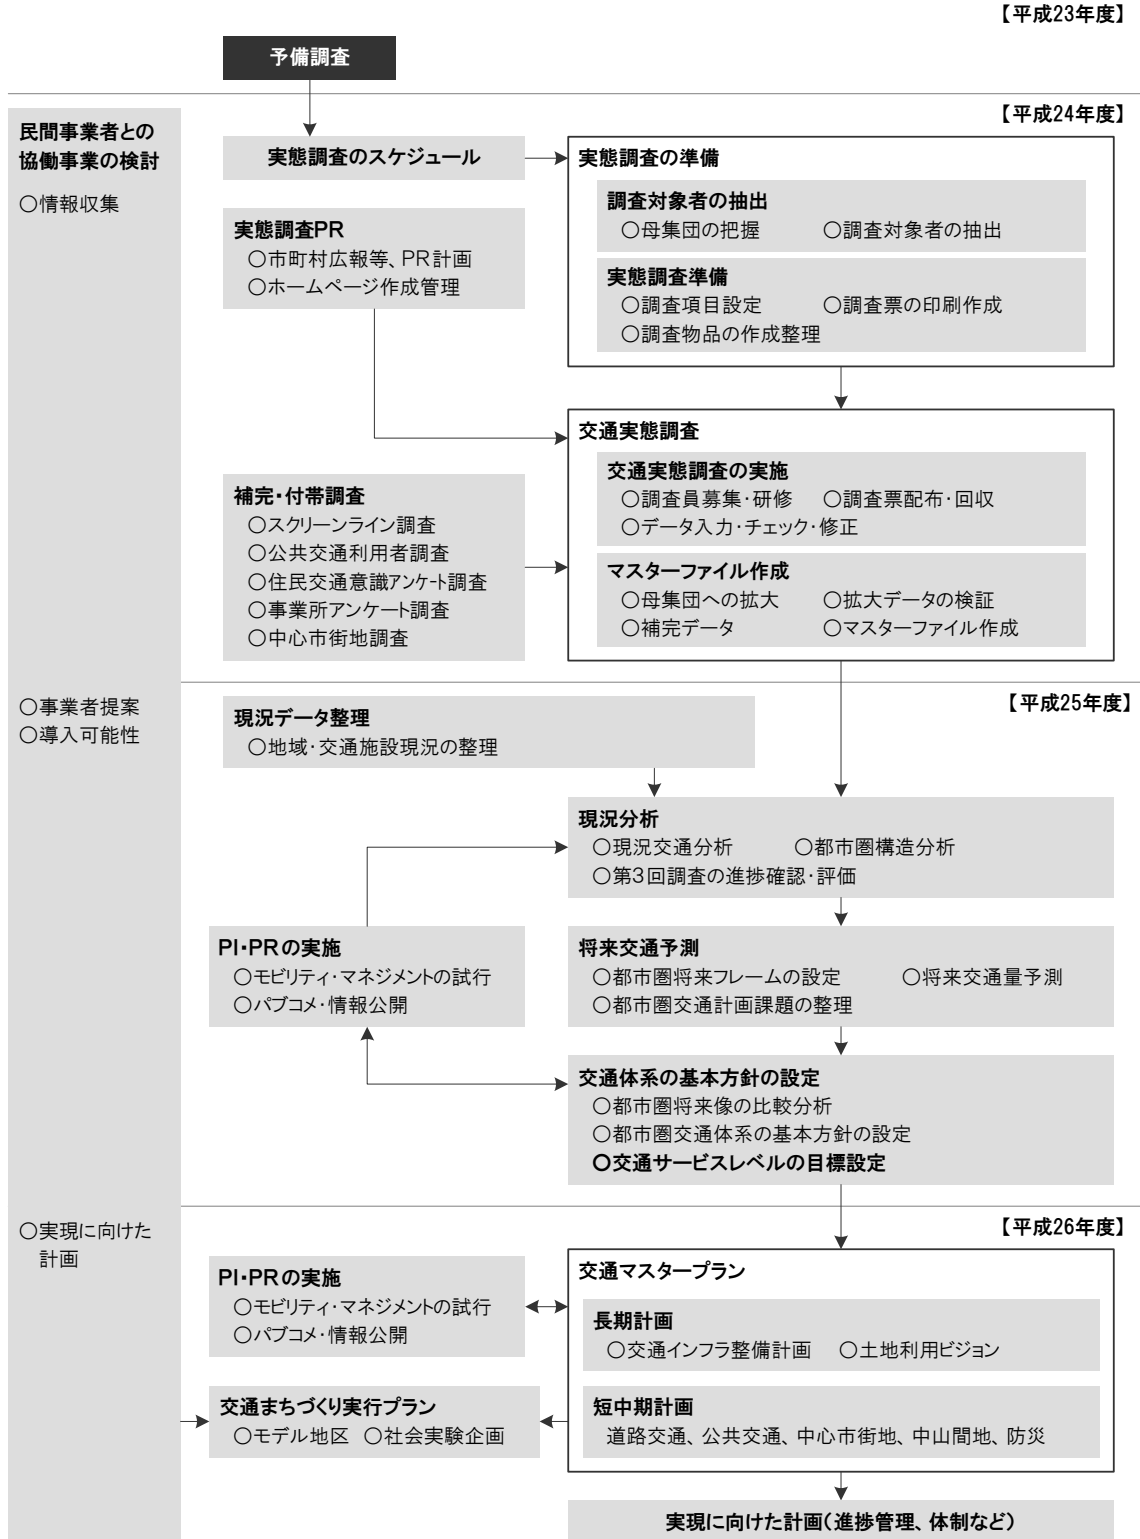 【平成23年度】
予備調査
【平成24年度】
民間事業者との
協働事業の検討
○情報収集
実態調査のスケジュール
実態調査の準備
調査対象者の抽出
○母集団の把握 ○調査対象者の抽出
実態調査準備
○調査項目設定 ○調査票の印刷作成
○調査物品の作成整理
実態調査PR
○市町村広報等、PR計画
○ホームページ作成管理
交通実態調査
交通実態調査の実施
○調査員募集・研修 ○調査票配布・回収
○データ入力・チェック・修正
マスターファイル作成
○母集団への拡大 ○拡大データの検証
○補完データ ○マスターファイル作成
補完・付帯調査
○スクリーンライン調査
○公共交通利用者調査
○住民交通意識アンケート調査
○事業所アンケート調査
○中心市街地調査
【平成25年度】
○事業者提案
○導入可能性
現況データ整理
○地域・交通施設現況の整理
現況分析
○現況交通分析 ○都市圏構造分析
○第3回調査の進捗確認・評価
PI・PRの実施
○モビリティ・マネジメントの試行
○パブコメ・情報公開
将来交通予測
○都市圏将来フレームの設定 ○将来交通量予測
○都市圏交通計画課題の整理
交通体系の基本方針の設定
○都市圏将来像の比較分析
○都市圏交通体系の基本方針の設定
○交通サービスレベルの目標設定
【平成26年度】
○実現に向けた
計画
PI・PRの実施
○モビリティ・マネジメントの試行
○パブコメ・情報公開
交通マスタープラン
長期計画
○交通インフラ整備計画 ○土地利用ビジョン
短中期計画
道路交通、公共交通、中心市街地、中山間地、防災
交通まちづくり実行プラン
○モデル地区 ○社会実験企画
実現に向けた計画（進捗管理、体制など）